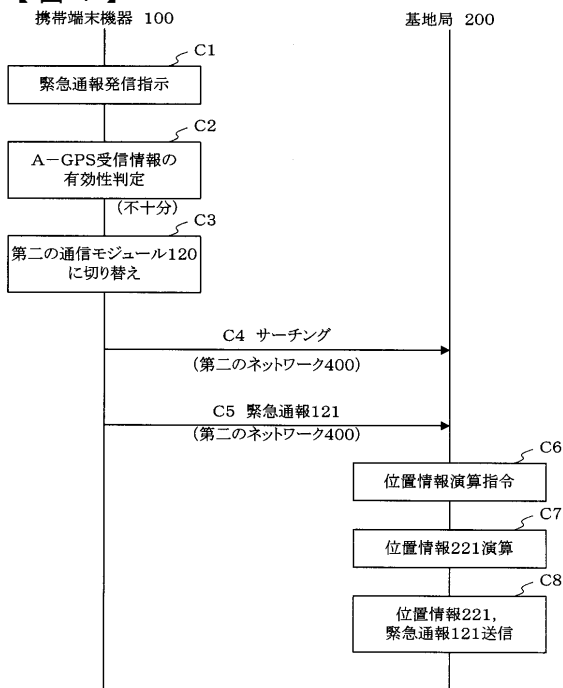 携帯端末機器 100
基地局 200
C1
緊急通報発信指示
C2
A-GPS受信情報の
有効性判定
(不十分)
C3
第二の通信モジュール120
に切り替え
C4 サーチング
(第二のネットワーク400)
C5 緊急通報121
(第二のネットワーク400)
C6
位置情報演算指令
C7
位置情報221演算
C8
位置情報221,
緊急通報121送信